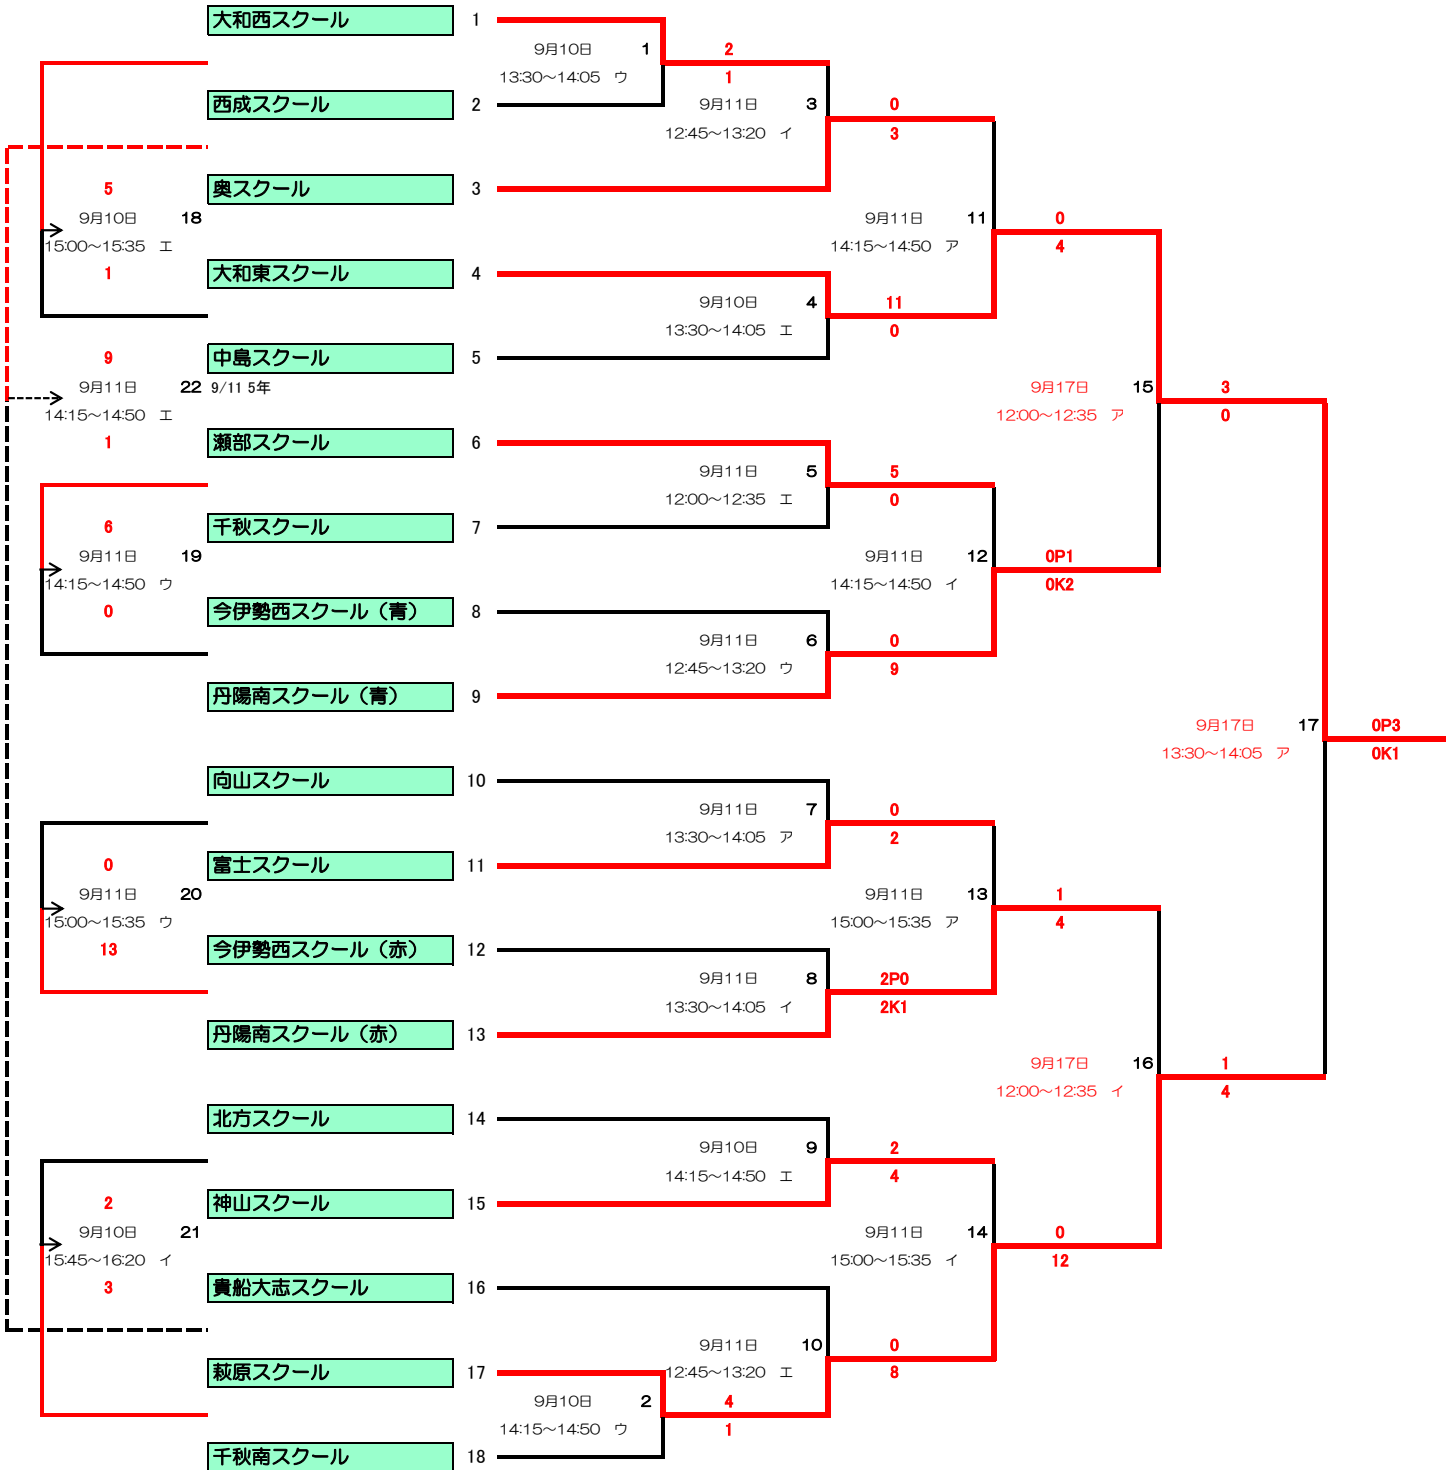 大和西スクール 1
9月10日 1 2
13:30～14:05 ウ 1
西成スクール 2 9月11日 3 0
12:45～13:20 イ 3
5 奥スクール 3
9月10日 18 9月11日 11 0
15:00～15:35 エ 14:15～14:50 ア 4
1 大和東スクール 4
9月10日 4 11
13:30～14:05 エ 0
9 中島スクール 5
9月11日 22 9/11 5年 9月17日 15 3
14:15～14:50 エ 12:00～12:35 ア 0
1 瀬部スクール 6
9月11日 5 5
12:00～12:35 エ 0
6 千秋スクール 7
9月11日 19 9月11日 12 0P1
14:15～14:50 ウ 14:15～14:50 イ 0K2
0 今伊勢西スクール（青） 8
9月11日 6 0
12:45～13:20 ウ 9
丹陽南スクール（青） 9
9月17日 17 0P3
13:30～14:05 ア 0K1
向山スクール 10
9月11日 7 0
13:30～14:05 ア 2
0 富士スクール 11
9月11日 20 9月11日 13 1
15:00～15:35 ウ 15:00～15:35 ア 4
13 今伊勢西スクール（赤） 12
9月11日 8 2P0
13:30～14:05 イ 2K1
丹陽南スクール（赤） 13
9月17日 16 1
12:00～12:35 イ 4
北方スクール 14
9月10日 9 2
14:15～14:50 エ 4
2 神山スクール 15
9月10日 21 9月11日 14 0
15:45～16:20 イ 15:00～15:35 イ 12
3 貴船大志スクール 16
9月11日 10 0
萩原スクール 17 12:45～13:20 エ 8
9月10日 2 4
14:15～14:50 ウ 1
千秋南スクール 18